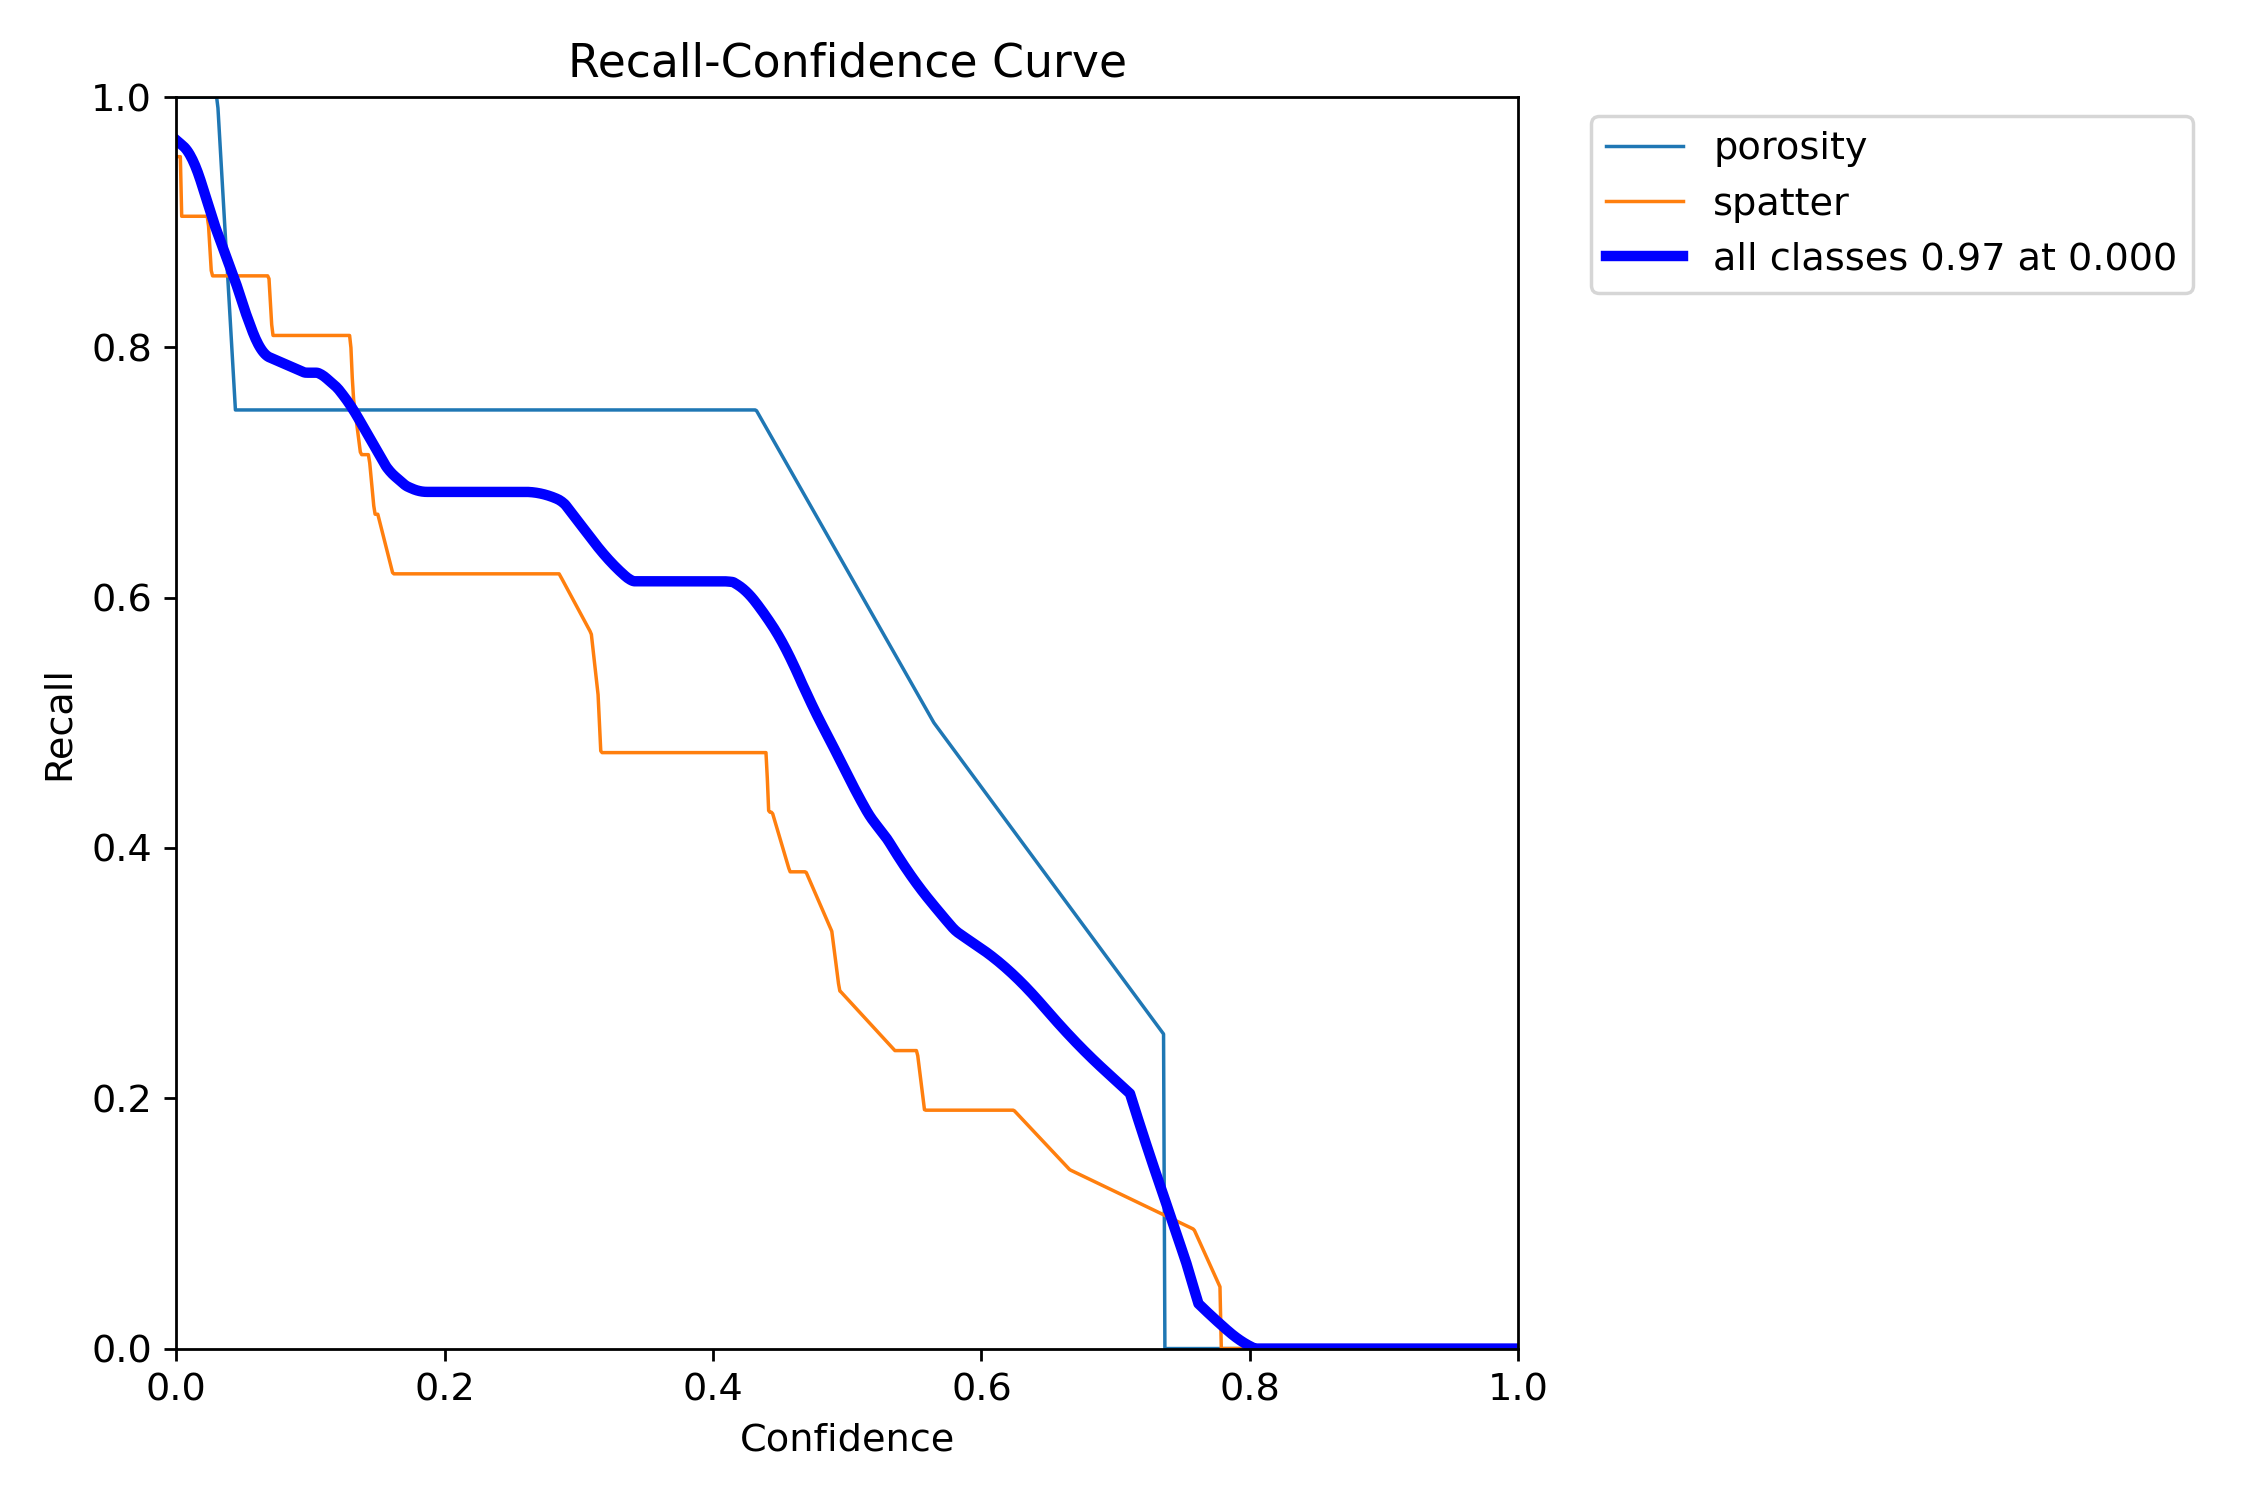 Recall-Confidence Curve
1.0
0.8
0.6
0.4
0.2
0.0
Recall
0.0 0.2 0.4 0.6 0.8 1.0
Confidence
porosity
spatter
all classes 0.97 at 0.000